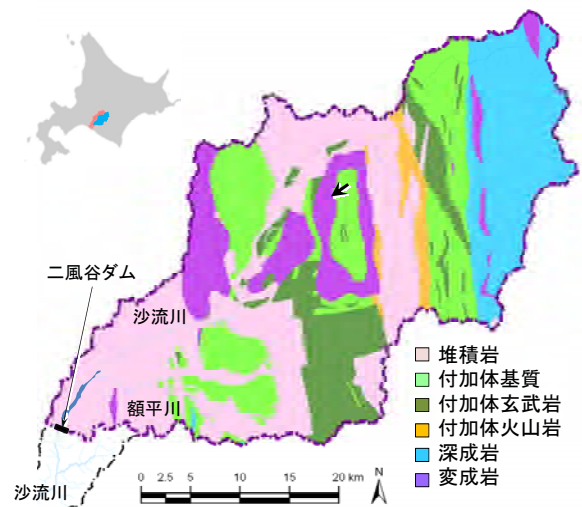 二風谷ダム
沙流川
額平川
沙流川
堆積岩
付加体基質
付加体玄武岩
付加体火山岩
深成岩
変成岩
0 2.5 5 10 15 20 km
N